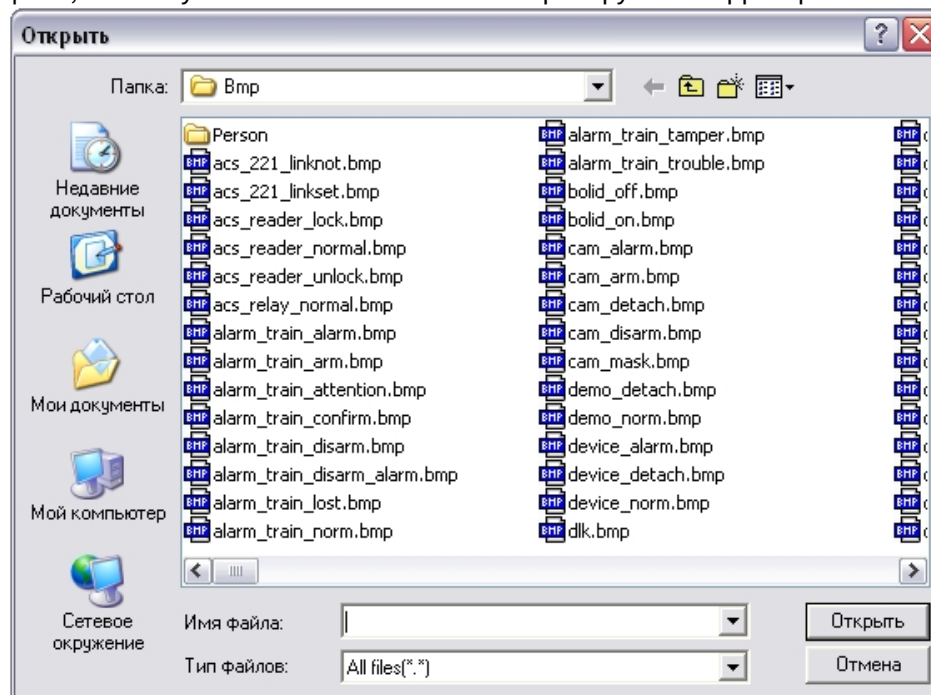 Открыть
Папка:
Bmp
Недавние
документы
Рабочий стол
Мои документы
Мой компьютер
Сетевое
окружение
Person
acs_221_linknot.bmp
acs_221_linkset.bmp
acs_reader_lock.bmp
acs_reader_normal.bmp
acs_reader_unlock.bmp
acs_relay_normal.bmp
alarm_train_alarm.bmp
alarm_train_arm.bmp
alarm_train_attention.bmp
alarm_train_confirm.bmp
alarm_train_disarm.bmp
alarm_train_disarm_alarm.bmp
alarm_train_lost.bmp
alarm_train_norm.bmp
alarm_train_tamper.bmp
alarm_train_trouble.bmp
bolid_off.bmp
bolid_on.bmp
cam_alarm.bmp
cam_arm.bmp
cam_detach.bmp
cam_disarm.bmp
cam_mask.bmp
demo_detach.bmp
demo_norm.bmp
device_alarm.bmp
device_detach.bmp
device_norm.bmp
dlk.bmp
Имя файла:
Открыть
Тип файлов:
All files(*.*)
Отмена